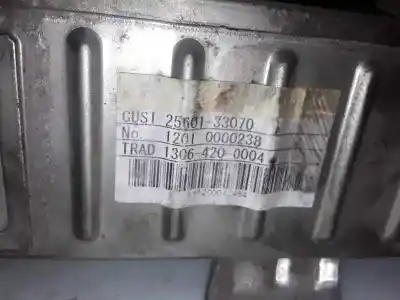 CUST 25601-33070
No. 1201 0000238
TRAD 1306-420 0004